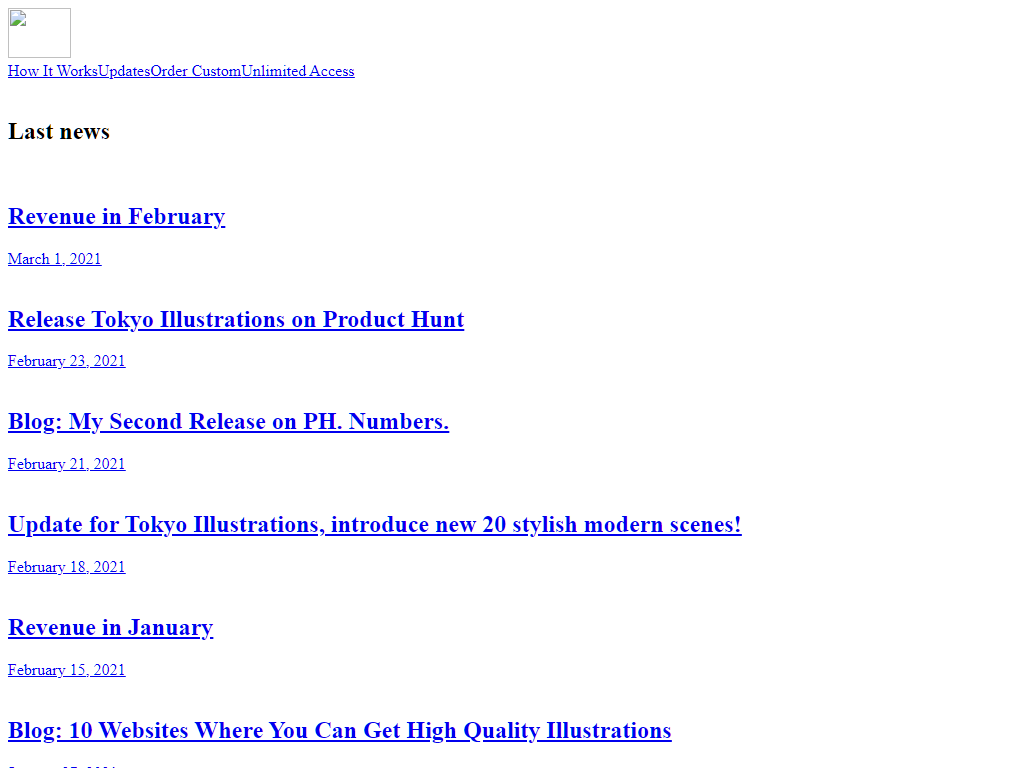 How It WorksUpdatesOrder CustomUnlimited Access
Last news
Revenue in February
March 1, 2021
Release Tokyo Illustrations on Product Hunt
February 23, 2021
Blog: My Second Release on PH. Numbers.
February 21, 2021
Update for Tokyo Illustrations, introduce new 20 stylish modern scenes!
February 18, 2021
Revenue in January
February 15, 2021
Blog: 10 Websites Where You Can Get High Quality Illustrations